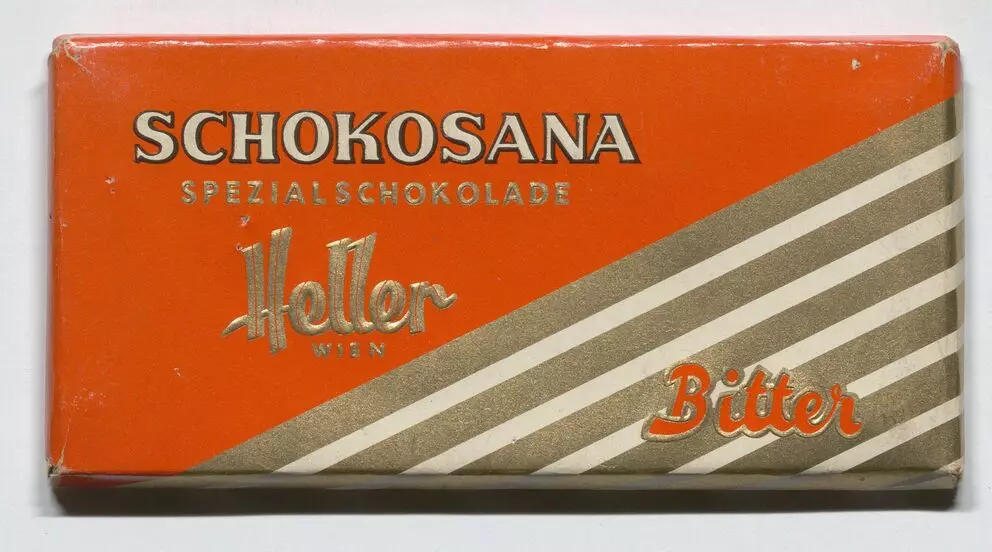 SCHOKOSANA
SPEZIALSCHOKOLADE
Heller
WIEN
Bitter